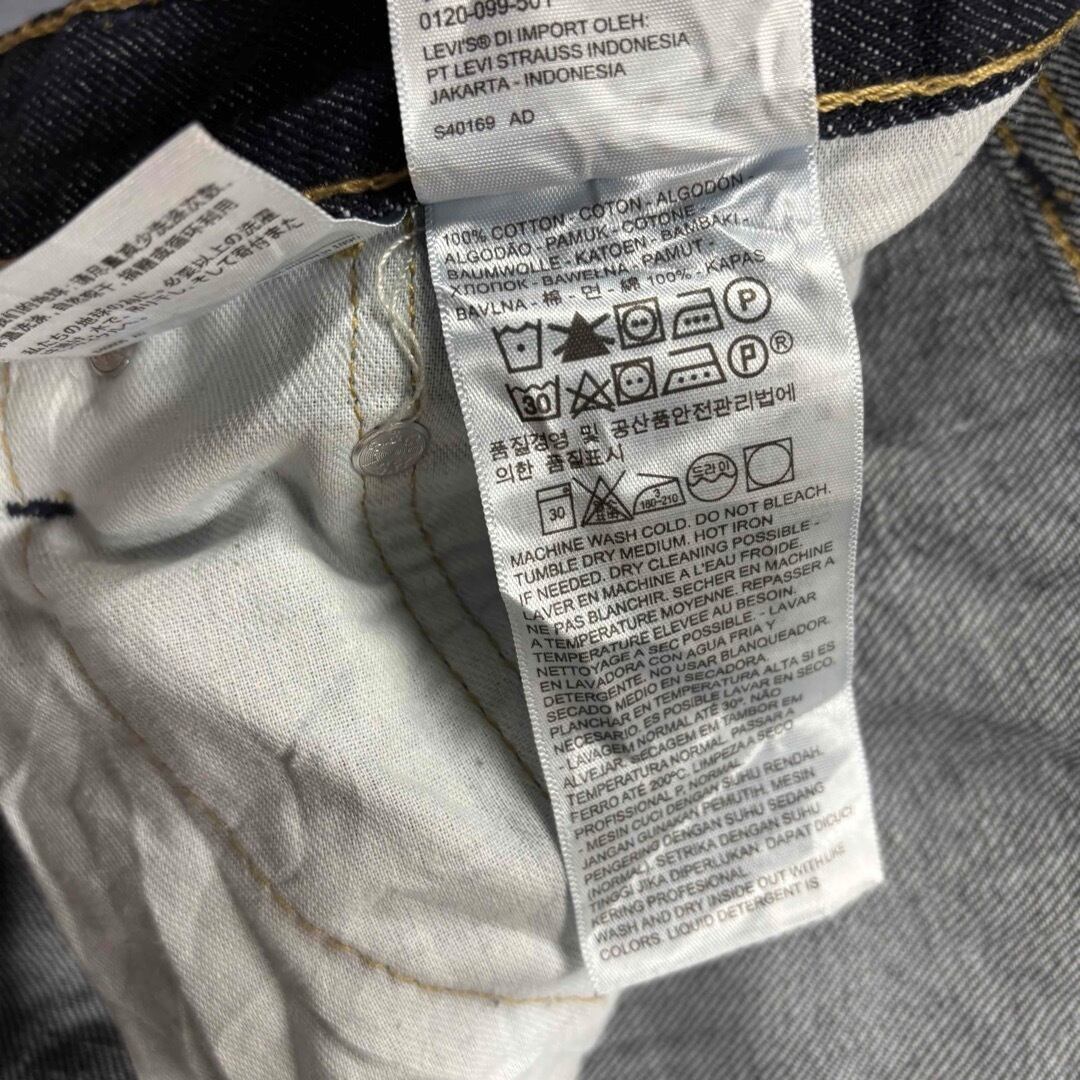 0120-099-501
LEVI'S® DI IMPORT OLEH:
PT LEVI STRAUSS INDONESIA
JAKARTA - INDONESIA
S40169 AD
100% COTTON - COTON - ALGODÓN -
ALGODÃO - PAMUK - COTONE -
BAUMWOLLE - KATOEN - BAMBAKI -
ХЛОПОК - BAWEŁNA, PAMUT -
BAVLNA - 棉 - 면 - 綿 100% - KAPAS
P
30
P ®
품질경영 및 공산품안전관리법에
의한 품질표시
30
3
180-210
드라이
MACHINE WASH COLD. DO NOT BLEACH.
TUMBLE DRY MEDIUM. HOT IRON
IF NEEDED. DRY CLEANING POSSIBLE -
LAVER EN MACHINE A L'EAU FROIDE.
NE PAS BLANCHIR. SECHER EN MACHINE
A TEMPERATURE MOYENNE. REPASSER A
TEMPERATURE ELEVEE AU BESOIN.
NETTOYAGE A SEC POSSIBLE. - LAVAR
EN LAVADORA CON AGUA FRIA Y
DETERGENTE. NO USAR BLANQUEADOR.
SECADO MEDIO EN SECADORA.
PLANCHAR EN TEMPERATURA ALTA SI ES
NECESARIO. ES POSIBLE LAVAR EN SECO.
- LAVAGEM NORMAL ATÉ 30°. NÃO
ALVEJAR. SECAGEM EM TAMBOR EM
TEMPERATURA NORMAL. PASSAR A
FERRO ATÉ 200°C. LIMPEZA A SECO
PROFISSIONAL P, NORMAL.
- MESIN CUCI DENGAN SUHU RENDAH.
JANGAN GUNAKAN PEMUTIH. MESIN
PENGERING DENGAN SUHU SEDANG
(NORMAL). SETRIKA DENGAN SUHU
TINGGI JIKA DIPERLUKAN. DAPAT DICUCI
KERING PROFESIONAL.
WASH AND DRY INSIDE OUT WITH LIKE
COLORS. LIQUID DETERGENT IS